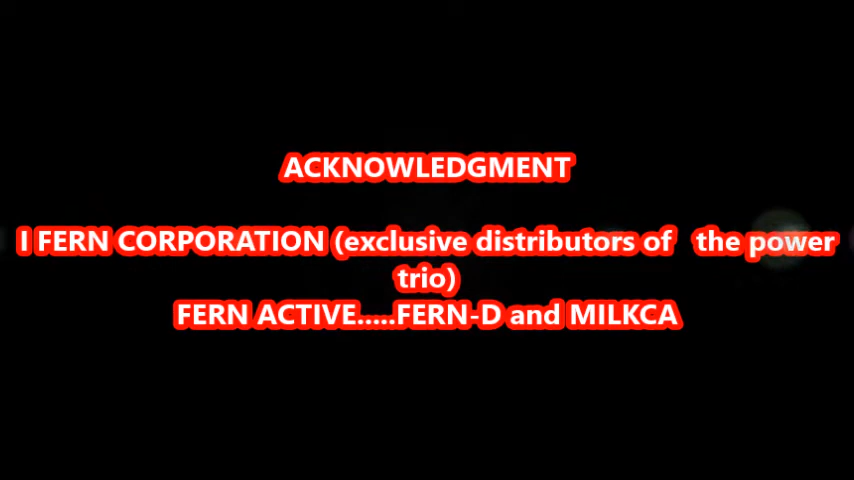 ACKNOWLEDGMENT
I FERN CORPORATION (exclusive distributors of   the power
trio)
FERN ACTIVE.....FERN-D and MILKCA